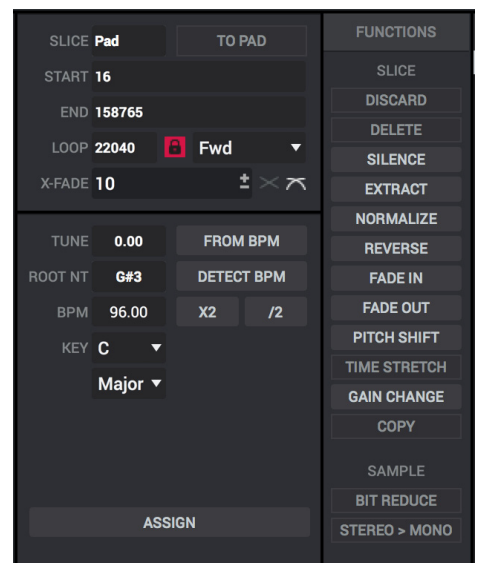 SLICE Pad TO PAD
START 16
END 158765
LOOP 22040 Fwd
X-FADE 10
TUNE 0.00 FROM BPM
ROOT NT G#3 DETECT BPM
BPM 96.00 X2 /2
KEY C
Major
ASSIGN
FUNCTIONS
SLICE
DISCARD
DELETE
SILENCE
EXTRACT
NORMALIZE
REVERSE
FADE IN
FADE OUT
PITCH SHIFT
TIME STRETCH
GAIN CHANGE
COPY
SAMPLE
BIT REDUCE
STEREO > MONO